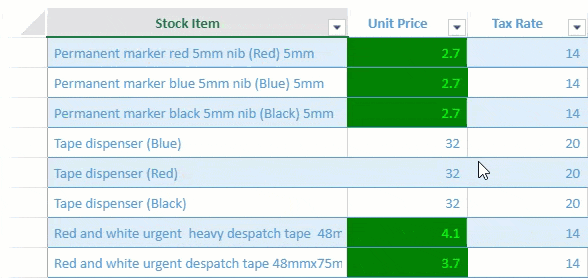 Stock Item Unit Price Tax Rate
Permanent marker red 5mm nib (Red) 5mm 2.7 14
Permanent marker blue 5mm nib (Blue) 5mm 2.7 14
Permanent marker black 5mm nib (Black) 5mm 2.7 14
Tape dispenser (Blue) 32 20
Tape dispenser (Red) 32 20
Tape dispenser (Black) 32 20
Red and white urgent  heavy despatch tape  48m 4.1 14
Red and white urgent despatch tape 48mmx75m 3.7 14